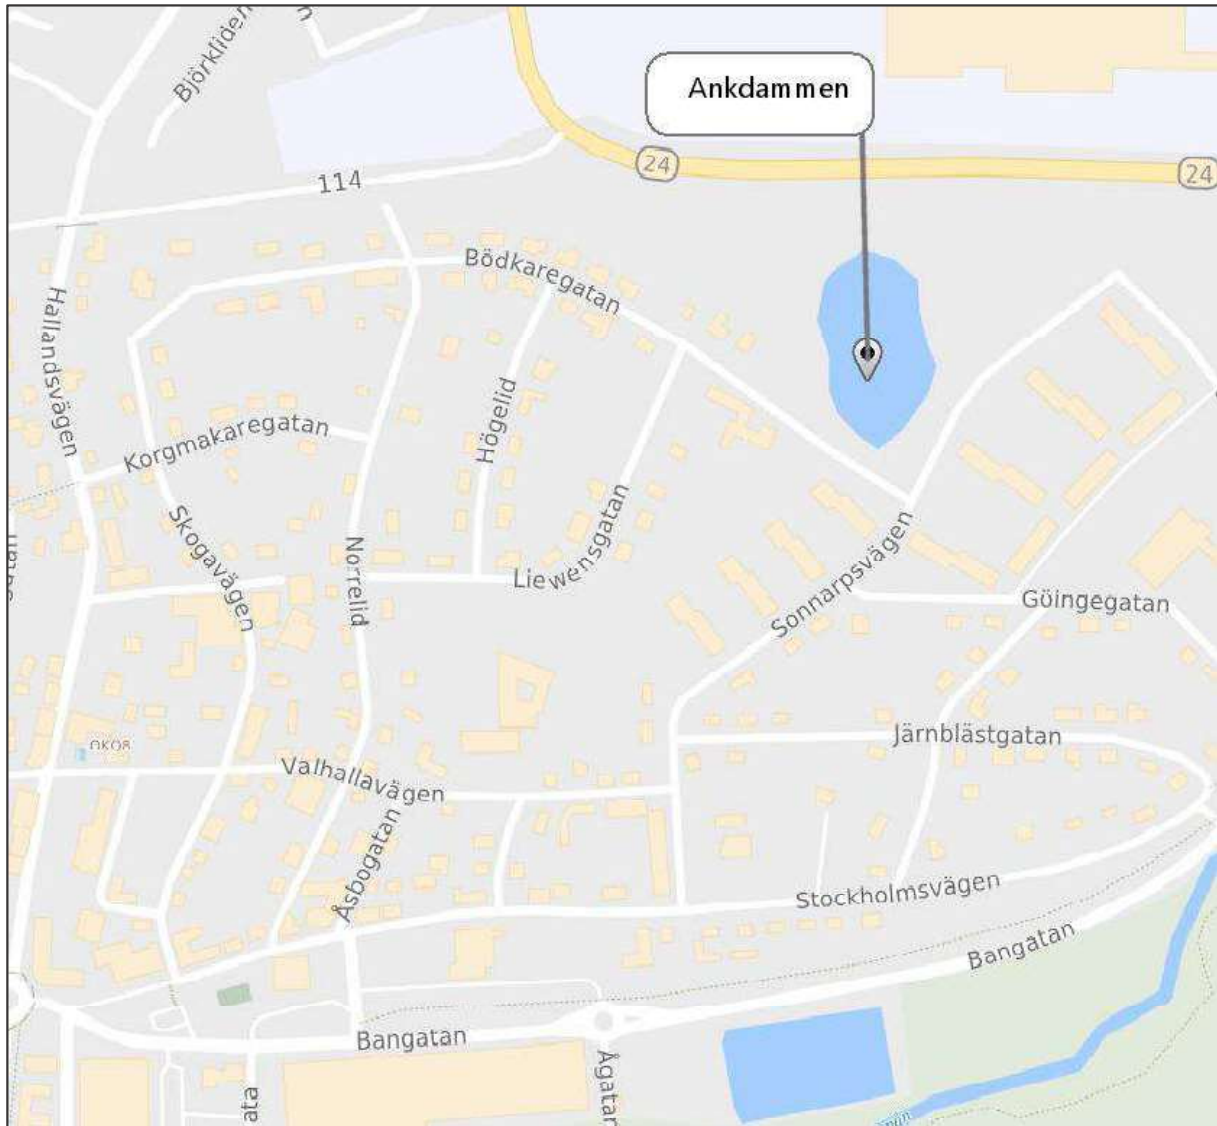 Björkliden
Ankdammen
24
24
114
Bödkaregatan
Hallandsvägen
Högelid
Korgmakaregatan
Skogavägen
Norrelid
Liewensgatan
Sonnarpsvägen
Göingegatan
Järnblästgatan
OKQ8
Valhallavägen
Åsbogatan
Stockholmsvägen
Bangatan
Bangatan
Ågatan
ata